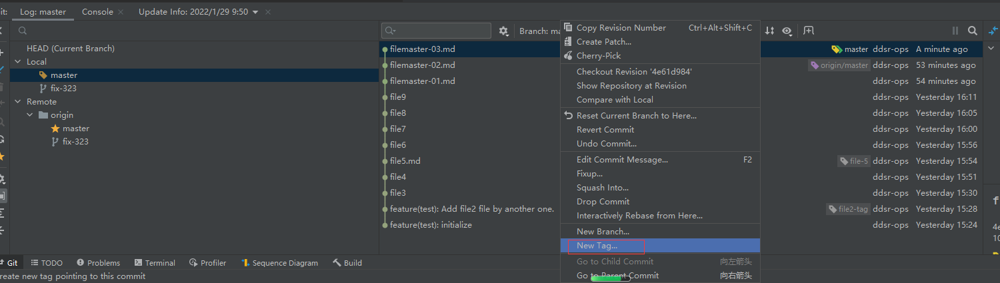 it: Log: master Console Update Info: 2022/1/29 9:50
Branch: ma
HEAD (Current Branch)
Local
master
fix-323
Remote
origin
master
fix-323
filemaster-03.md master ddsr-ops A minute ago
filemaster-02.md origin/master ddsr-ops 53 minutes ago
filemaster-01.md ddsr-ops 54 minutes ago
file9 ddsr-ops Yesterday 16:11
file8 ddsr-ops Yesterday 16:05
file7 ddsr-ops Yesterday 16:00
file6 ddsr-ops Yesterday 15:56
file5.md file-5 ddsr-ops Yesterday 15:54
file4 ddsr-ops Yesterday 15:51
file3 ddsr-ops Yesterday 15:30
feature(test): Add file2 file by another one. file2-tag ddsr-ops Yesterday 15:28
feature(test): initialize ddsr-ops Yesterday 15:24
Copy Revision Number Ctrl+Alt+Shift+C
Create Patch...
Cherry-Pick
Checkout Revision '4e61d984'
Show Repository at Revision
Compare with Local
Reset Current Branch to Here...
Revert Commit
Undo Commit...
Edit Commit Message... F2
Fixup...
Squash Into...
Drop Commit
Interactively Rebase from Here...
New Branch...
New Tag...
Go to Child Commit 向左箭头
Go to Parent Commit 向右箭头
f
4e
10
Git TODO Problems Terminal Profiler Sequence Diagram Build
reate new tag pointing to this commit